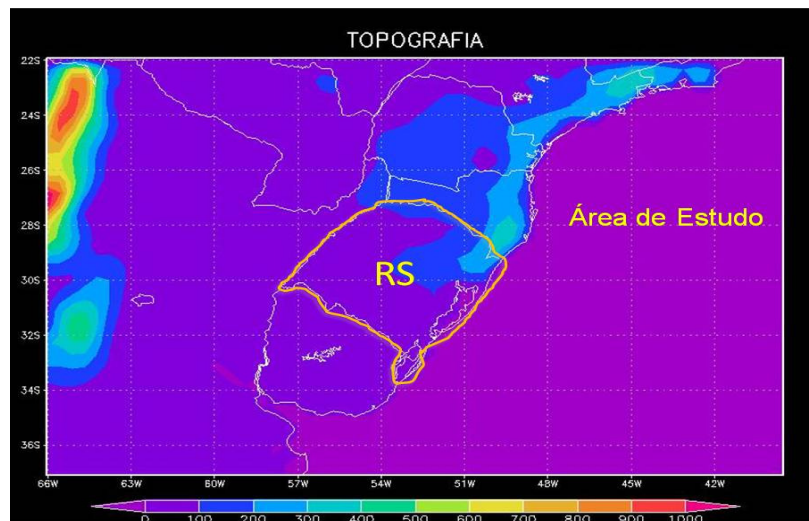 TOPOGRAFIA
22S
24S
26S
28S
30S
32S
34S
36S
Área de Estudo
RS
66W 63W 60W 57W 54W 51W 48W 45W 42W
0 100 200 300 400 500 600 700 800 900 1000